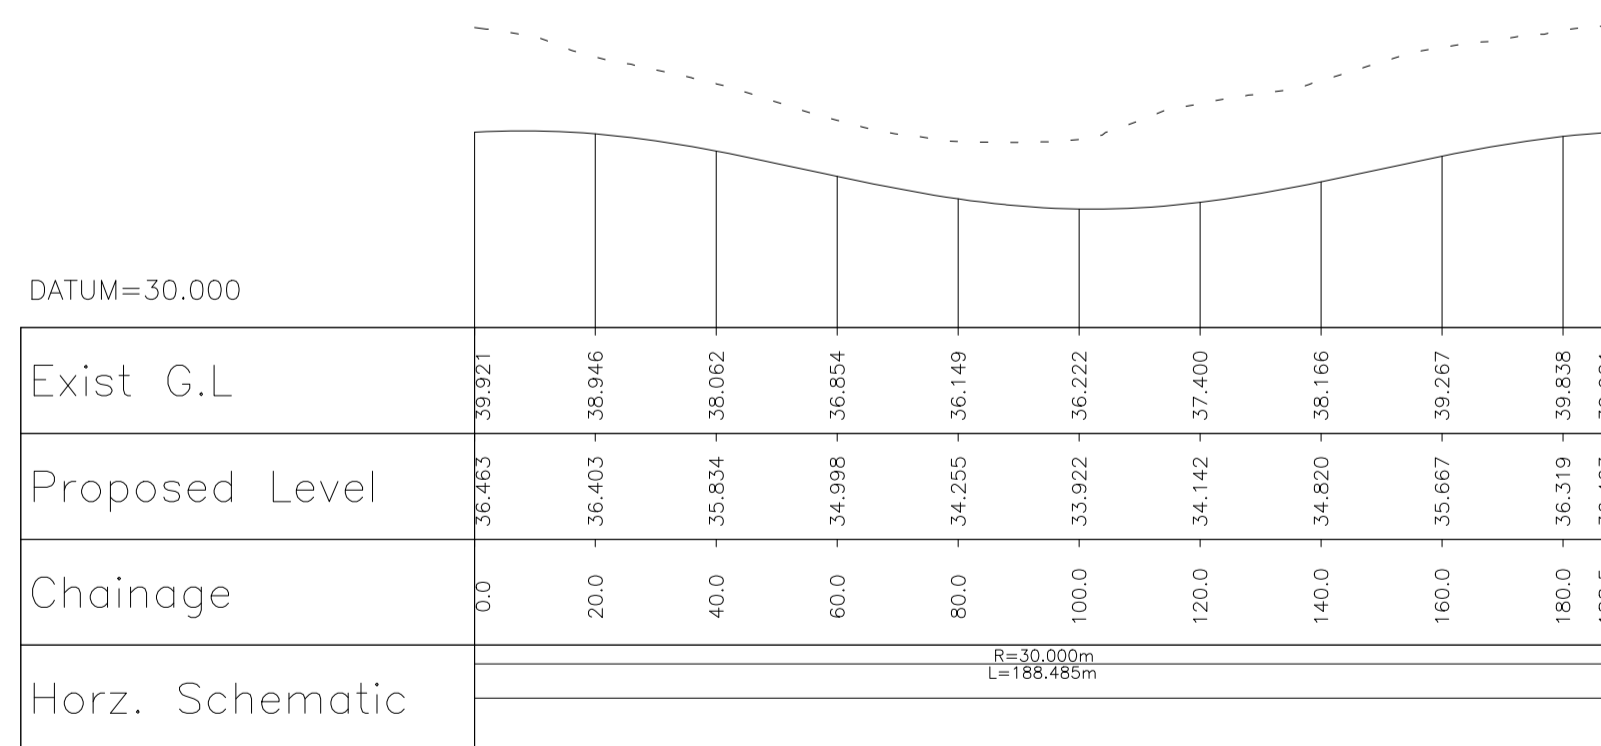 DATUM=30.000
Exist G.L 39.921 38.946 38.062 36.854 36.149 36.222 37.400 38.166 39.267 39.838
Proposed Level 36.463 36.403 35.834 34.998 34.255 33.922 34.142 34.820 35.667 36.319
Chainage 0.0 20.0 40.0 60.0 80.0 100.0 120.0 140.0 160.0 180.0
R=30.000m
L=188.485m
Horz. Schematic